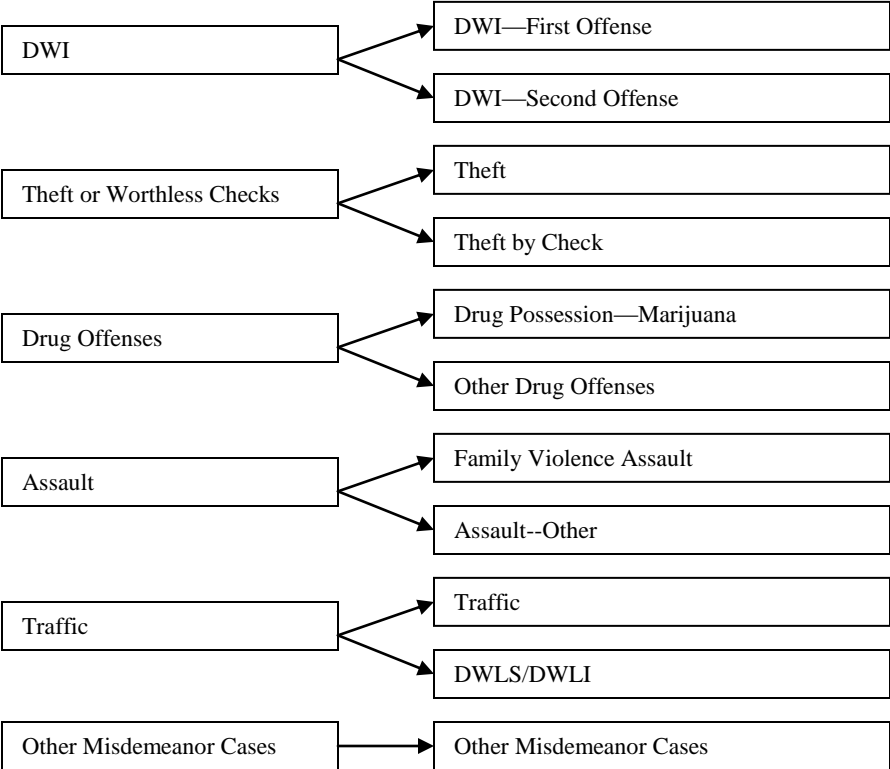 DWI
DWI—First Offense
DWI—Second Offense
Theft or Worthless Checks
Theft
Theft by Check
Drug Offenses
Drug Possession—Marijuana
Other Drug Offenses
Assault
Family Violence Assault
Assault--Other
Traffic
Traffic
DWLS/DWLI
Other Misdemeanor Cases
Other Misdemeanor Cases